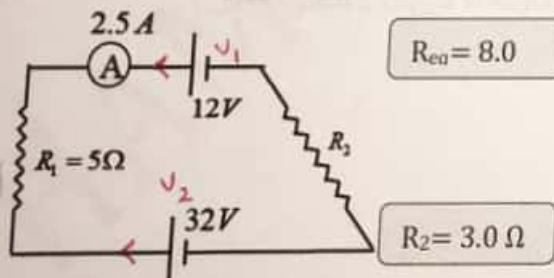 2.5 A
A
V₁
R_eq= 8.0
12V
R₁ = 5Ω
R₂
V₂
32V
R₂= 3.0 Ω